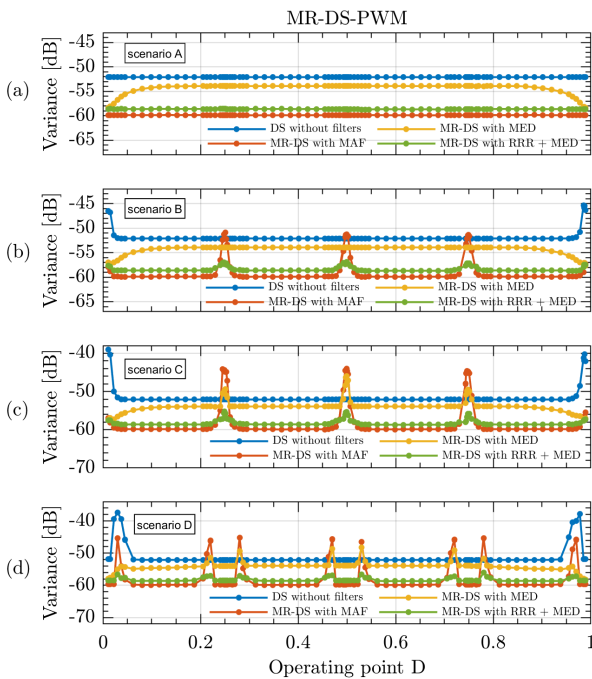 MR-DS-PWM
(a)
Variance [dB]
-45
-50
-55
-60
-65
scenario A
DS without filters
MR-DS with MED
MR-DS with MAF
MR-DS with RRR + MED
(b)
Variance [dB]
-45
-50
-55
-60
-65
scenario B
DS without filters
MR-DS with MED
MR-DS with MAF
MR-DS with RRR + MED
(c)
Variance [dB]
-40
-50
-60
-70
scenario C
DS without filters
MR-DS with MED
MR-DS with MAF
MR-DS with RRR + MED
(d)
Variance [dB]
-40
-50
-60
-70
scenario D
DS without filters
MR-DS with MED
MR-DS with MAF
MR-DS with RRR + MED
0 0.2 0.4 0.6 0.8 1
Operating point D